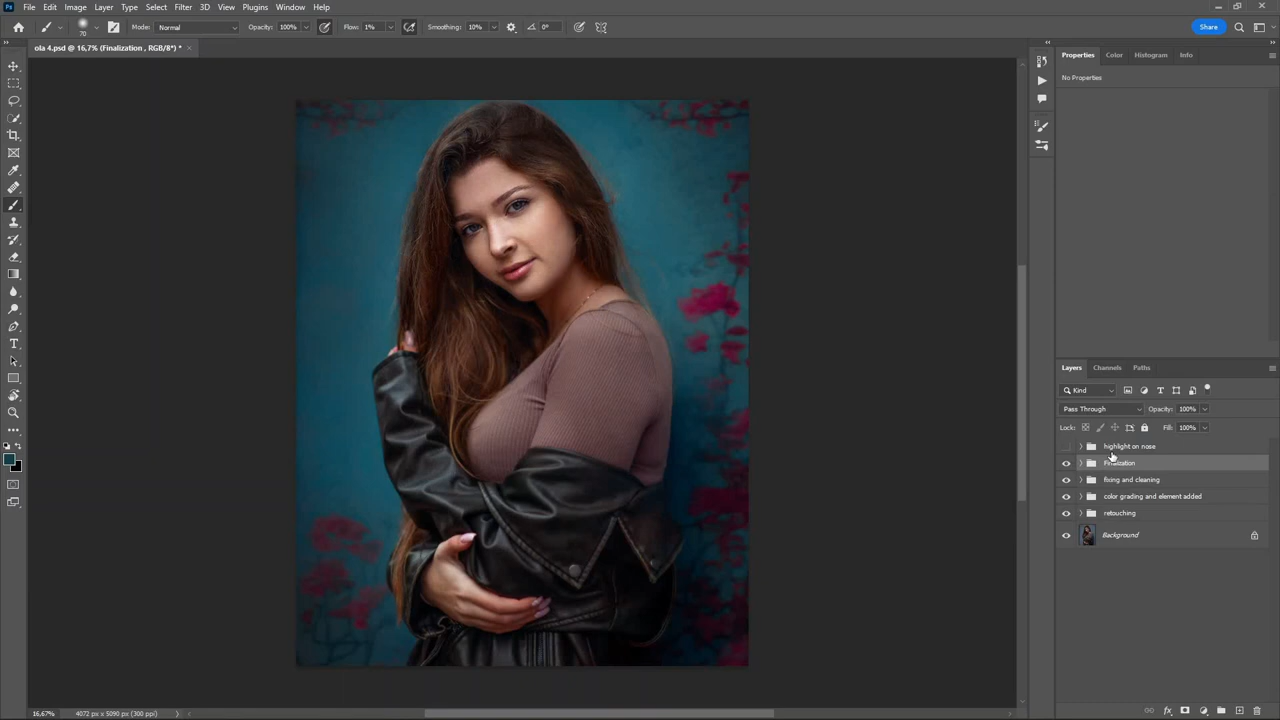 Ps File Edit Image Layer Type Select Filter 3D View Plugins Window Help
70 Mode: Normal Opacity: 100% Flow: 1% Smoothing: 10% 0° Share
ola 4.psd @ 16,7% (Finalization , RGB/8*) * ×
Properties Color Histogram Info
No Properties
Layers Channels Paths
Kind
Pass Through Opacity: 100%
Lock: Fill: 100%
highlight on nose
Finalization
fixing and cleaning
color grading and element added
retouching
Background
16,67% 4072 px x 5090 px (300 ppi)